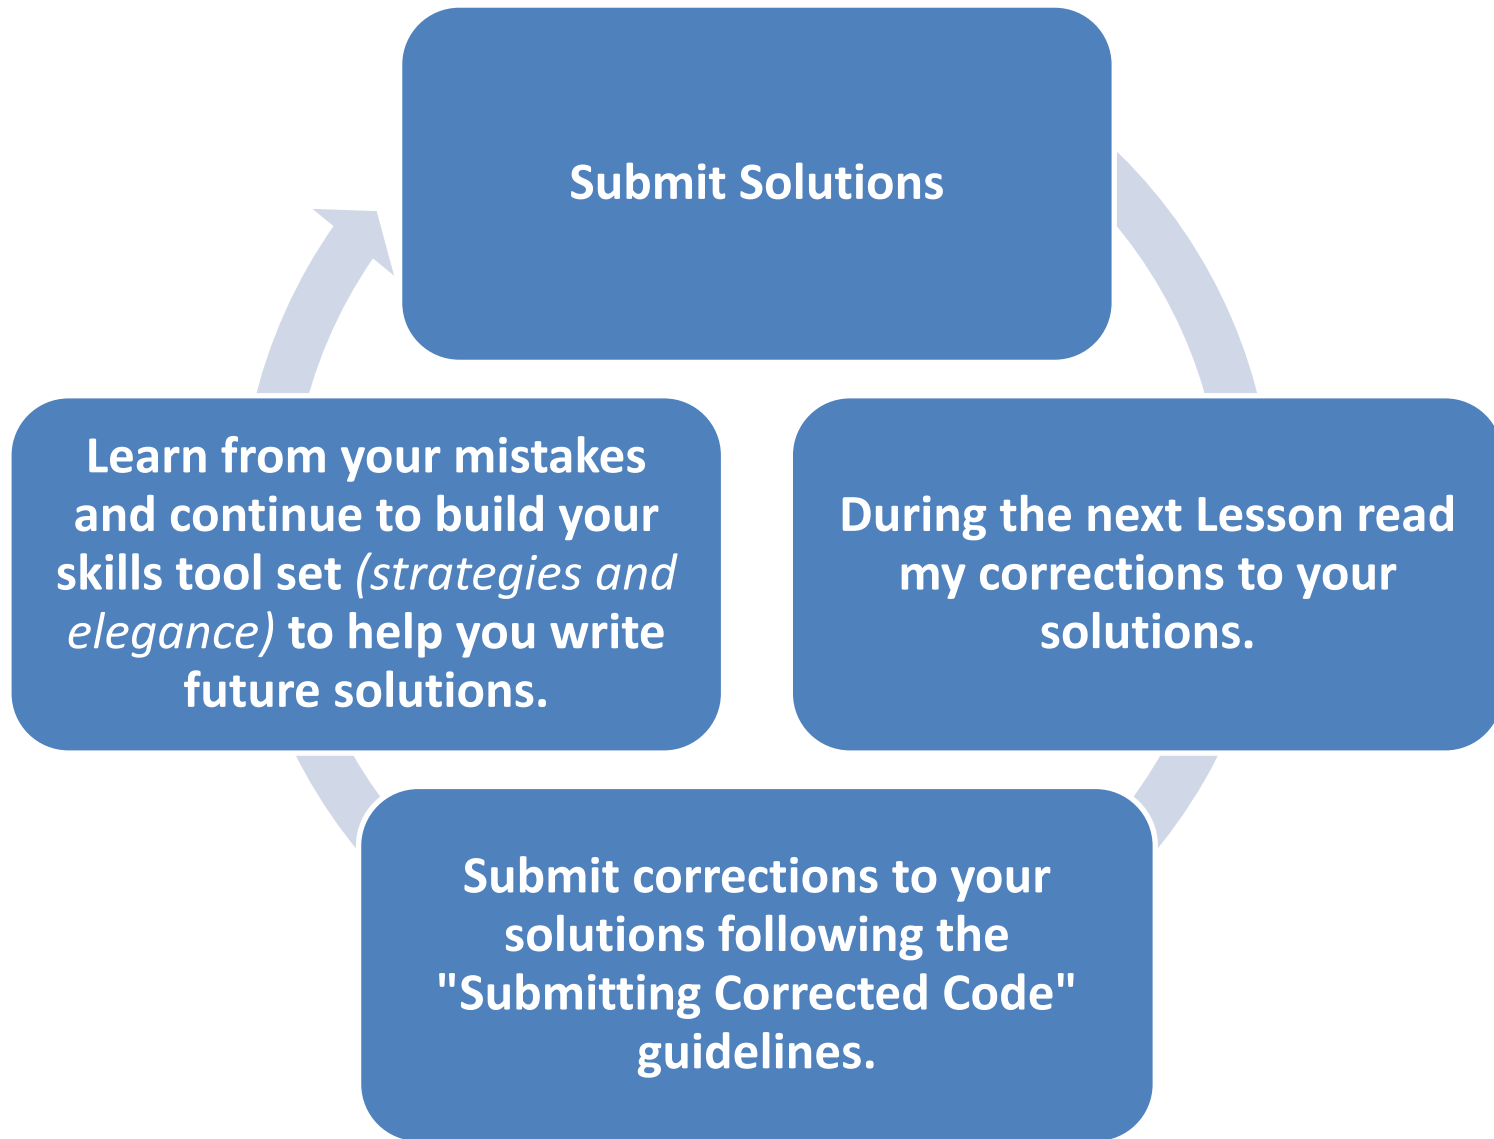 Submit Solutions
During the next Lesson read
my corrections to your
solutions.
Submit corrections to your
solutions following the
"Submitting Corrected Code"
guidelines.
Learn from your mistakes
and continue to build your
skills tool set (strategies and
elegance) to help you write
future solutions.